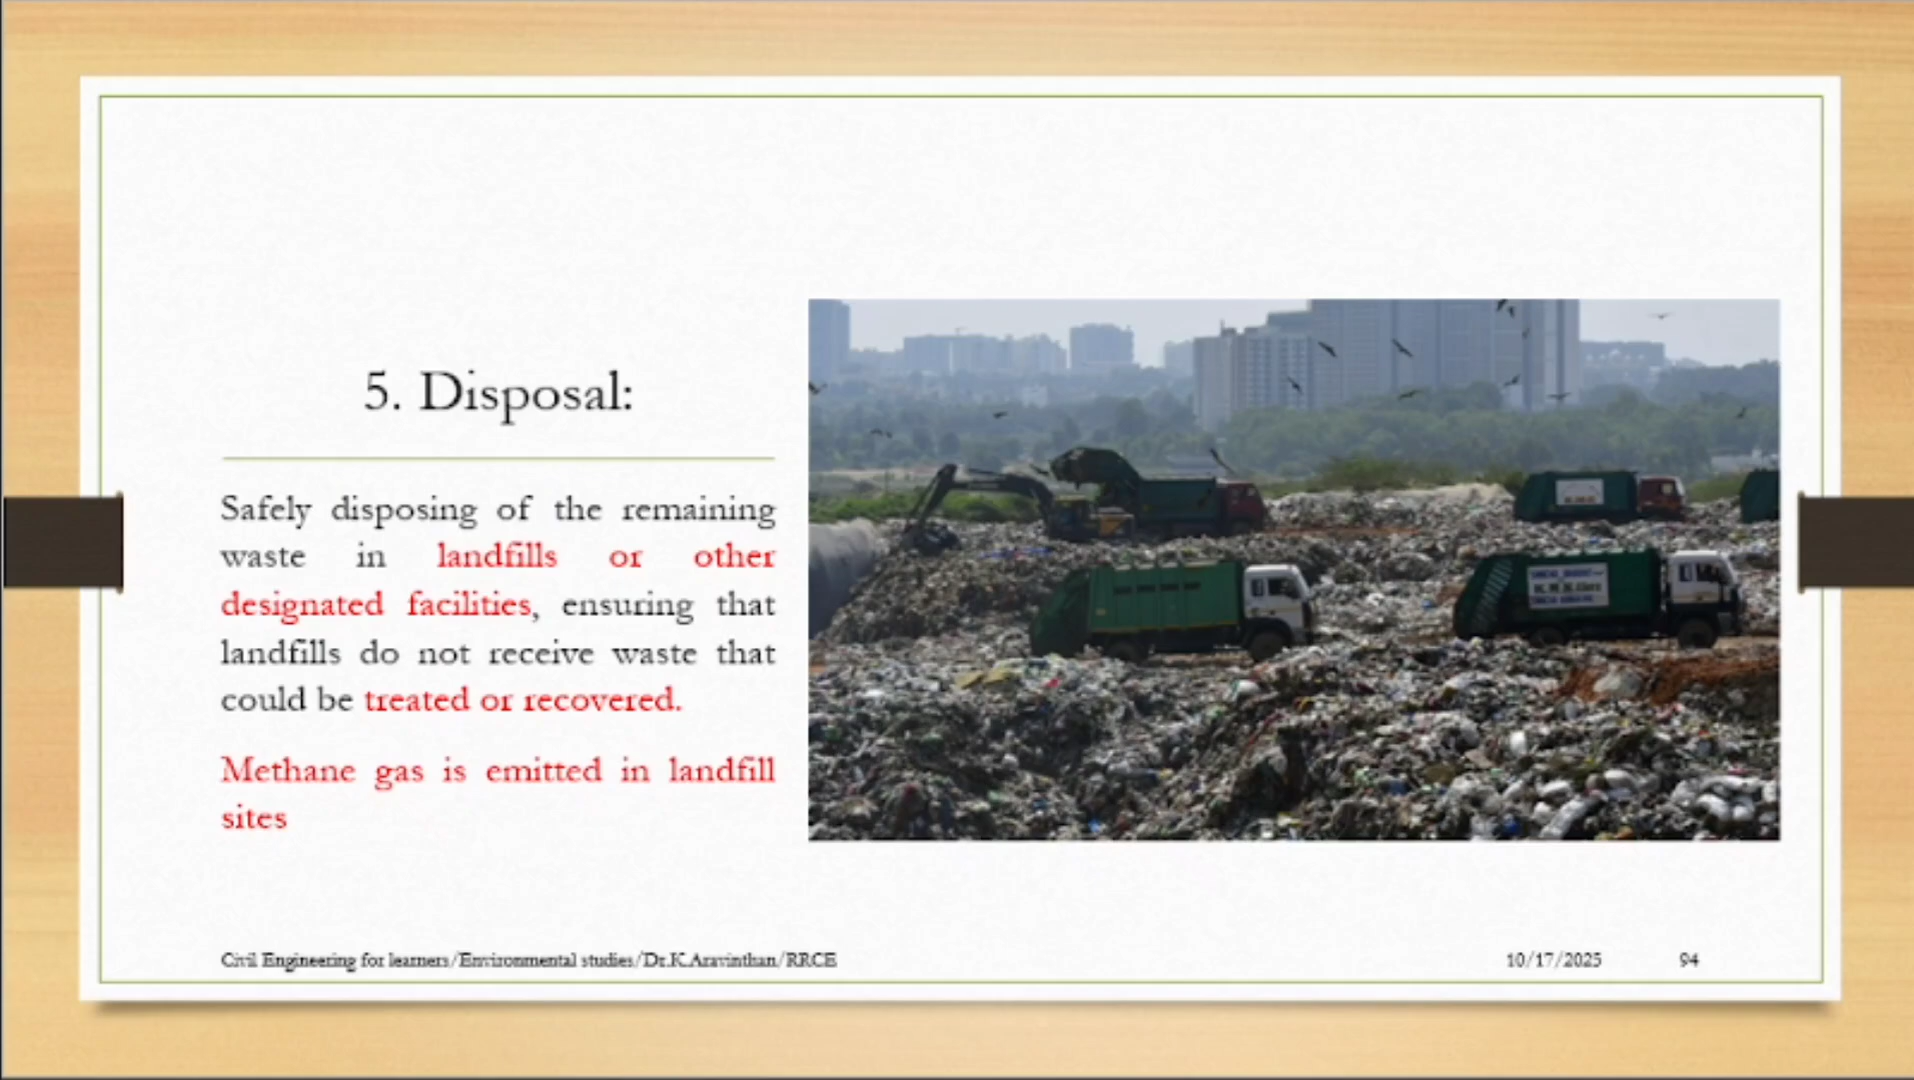 5. Disposal:
Safely disposing of the remaining
waste in landfills or other
designated facilities, ensuring that
landfills do not receive waste that
could be treated or recovered.
Methane gas is emitted in landfill
sites
Civil Engineering for learners/Environmental studies/Dr.K.Aravinthan/RRCE
10/17/2025
94